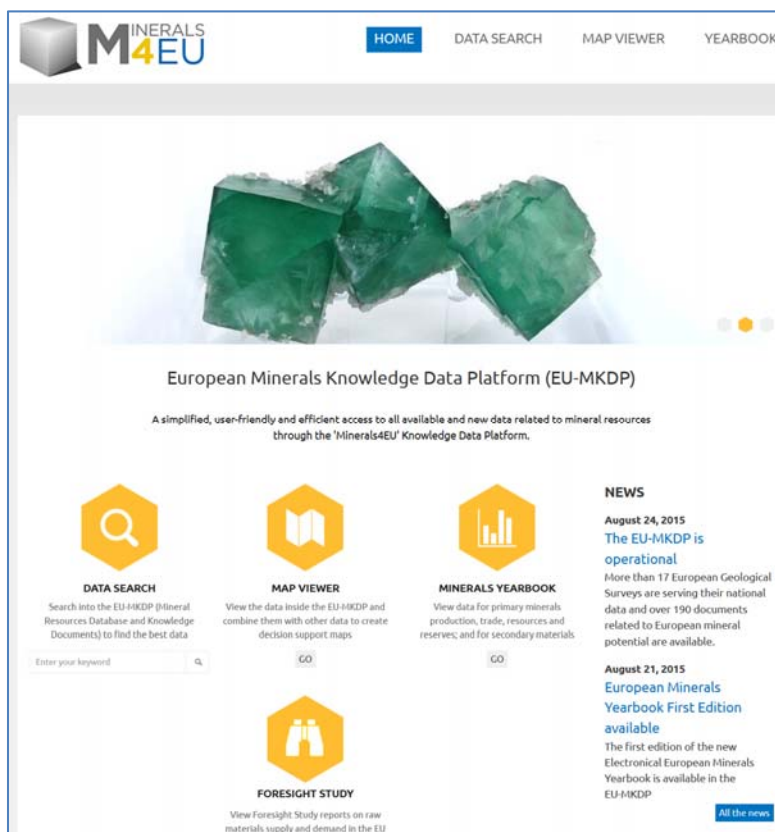 MINERALS
4EU
HOME
DATA SEARCH
MAP VIEWER
YEARBOOK
European Minerals Knowledge Data Platform (EU-MKDP)
A simplified, user-friendly and efficient access to all available and new data related to mineral resources
through the 'Minerals4EU' Knowledge Data Platform.
DATA SEARCH
Search into the EU-MKDP (Mineral
Resources Database and Knowledge
Documents) to find the best data
Enter your keyword
MAP VIEWER
View the data inside the EU-MKDP and
combine them with other data to create
decision support maps
GO
MINERALS YEARBOOK
View data for primary minerals
production, trade, resources and
reserves; and for secondary materials
GO
FORESIGHT STUDY
View Foresight Study reports on raw
materials supply and demand in the EU
NEWS
August 24, 2015
The EU-MKDP is
operational
More than 17 European Geological
Surveys are serving their national
data and over 190 documents
related to European mineral
potential are available.
August 21, 2015
European Minerals
Yearbook First Edition
available
The first edition of the new
Electronical European Minerals
Yearbook is available in the
EU-MKDP
All the news